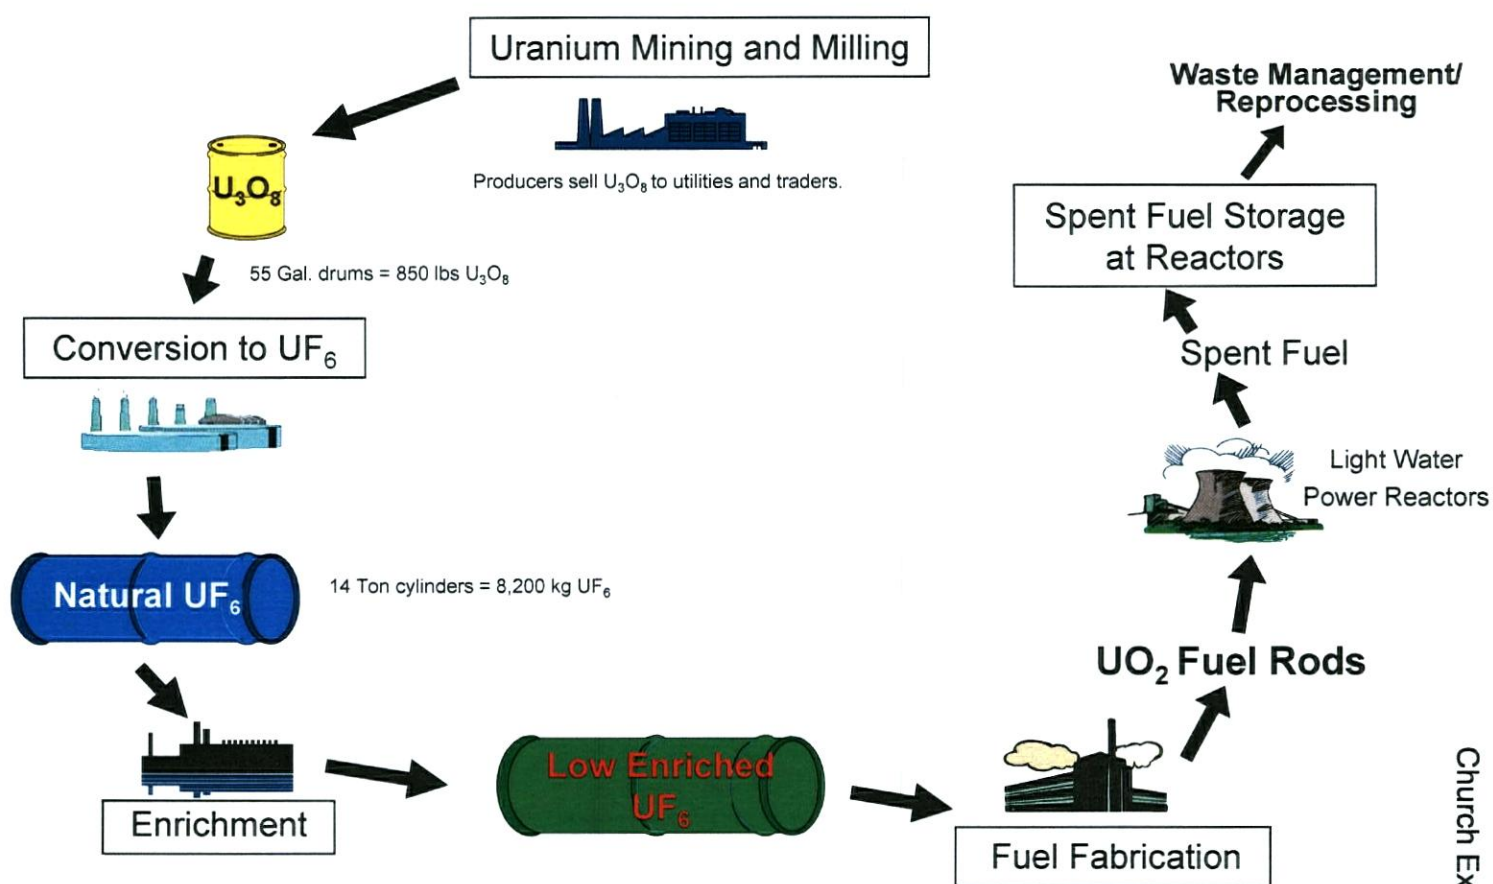 Uranium Mining and Milling
Producers sell U₃O₈ to utilities and traders.
U₃O₈
55 Gal. drums = 850 lbs U₃O₈
Conversion to UF₆
Natural UF₆
14 Ton cylinders = 8,200 kg UF₆
Enrichment
Low Enriched
UF₆
Fuel Fabrication
UO₂ Fuel Rods
Light Water
Power Reactors
Spent Fuel
Spent Fuel Storage
at Reactors
Waste Management/
Reprocessing
Church Ex